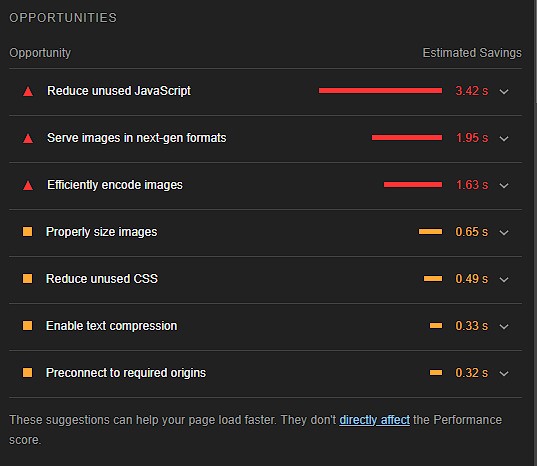 OPPORTUNITIES
Opportunity Estimated Savings
Reduce unused JavaScript 3.42 s
Serve images in next-gen formats 1.95 s
Efficiently encode images 1.63 s
Properly size images 0.65 s
Reduce unused CSS 0.49 s
Enable text compression 0.33 s
Preconnect to required origins 0.32 s
These suggestions can help your page load faster. They don't directly affect the Performance
score.